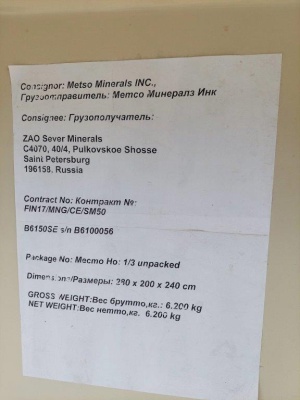 Consignor: Metso Minerals INC.,
Грузоотправитель: Метсо Минералз Инк
Consignee: Грузополучатель:
ZAO Sever Minerals
C4070, 40/4, Pulkovskoe Shosse
Saint Petersburg
196158, Russia
Contract No: Контракт №:
FIN17/MNG/CE/SM50
B6150SE s/n B6100056
Package No: Место Но: 1/3 unpacked
Dimensions/Размеры: 280 x 200 x 240 cm
GROSS WEIGHT:Вес брутто,кг.: 6.200 kg
NET WEIGHT:Вес нетто,кг. 6.200 kg